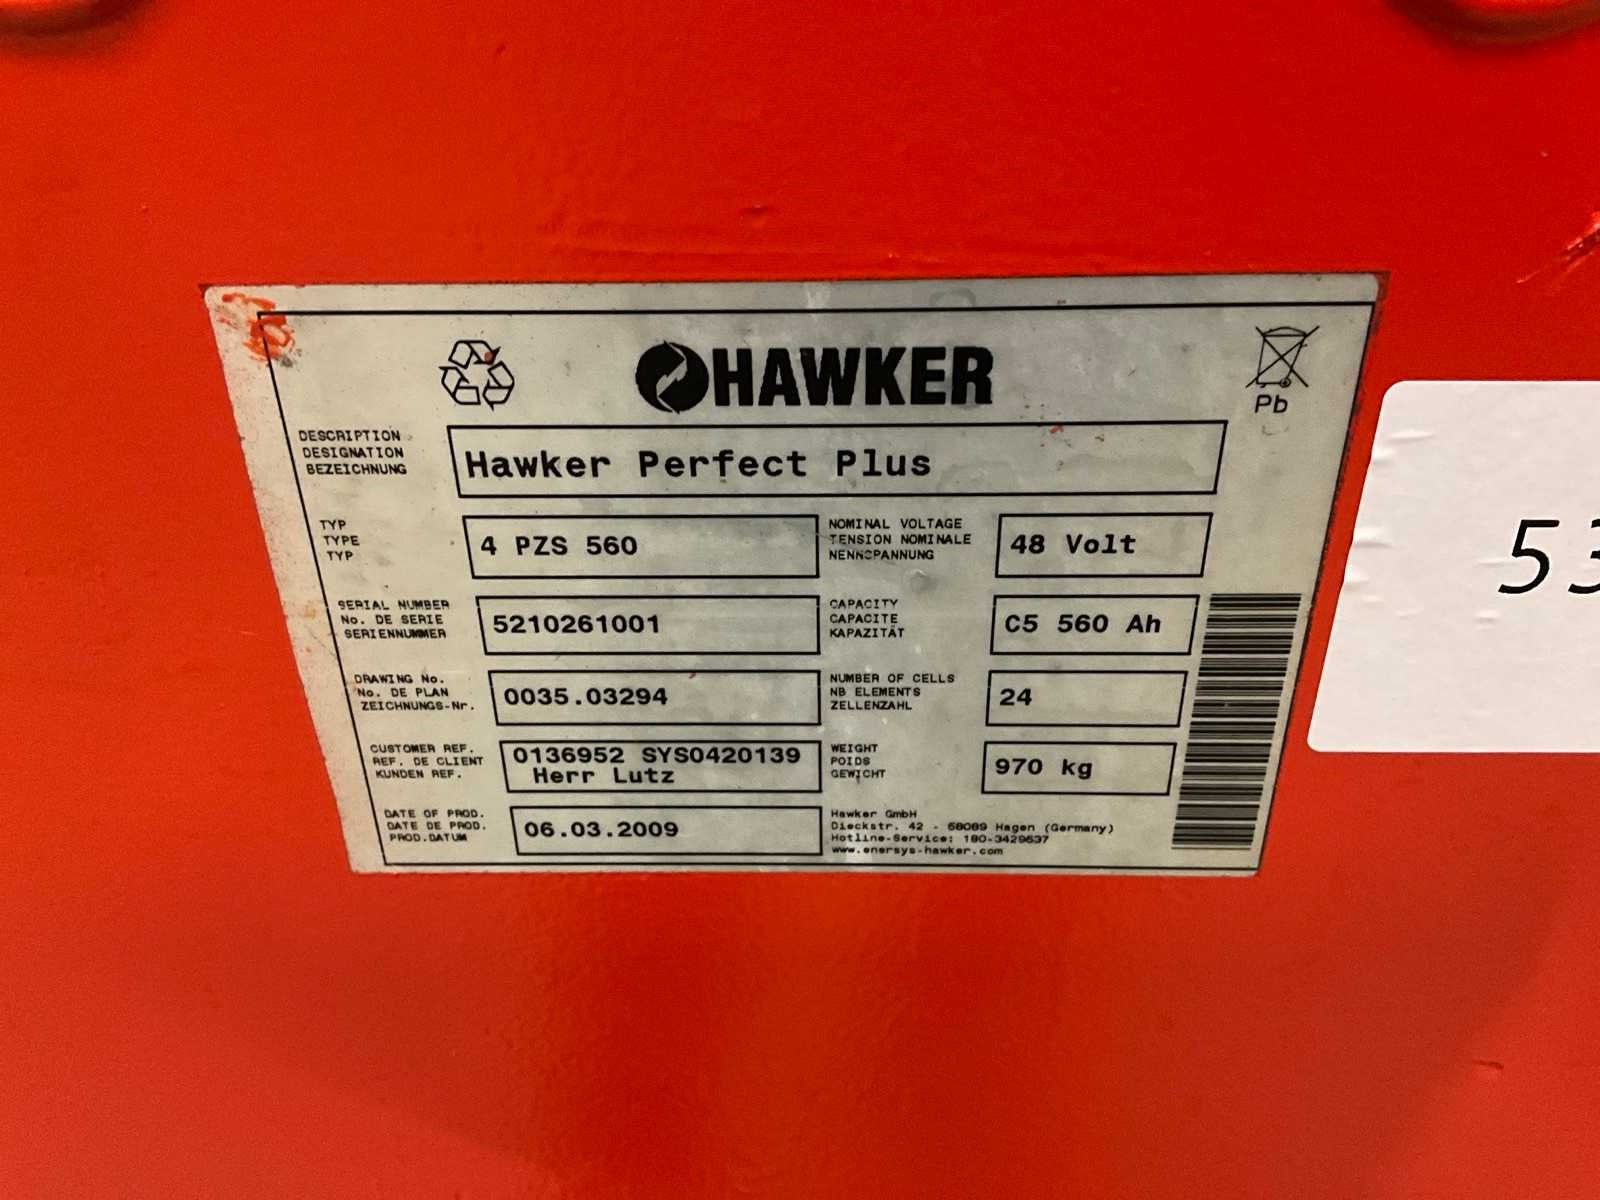 HAWKER
Pb
DESCRIPTION
DESIGNATION
BEZEICHNUNG
Hawker Perfect Plus
TYP
TYPE
TYP
4 PZS 560
NOMINAL VOLTAGE
TENSION NOMINALE
NENNSPANNUNG
48 Volt
SERIAL NUMBER
No. DE SERIE
SERIENNUMMER
5210261001
CAPACITY
CAPACITE
KAPAZITÄT
C5 560 Ah
DRAWING No.
No. DE PLAN
ZEICHNUNGS-Nr.
0035.03294
NUMBER OF CELLS
NB ELEMENTS
ZELLENZAHL
24
CUSTOMER REF.
REF. DE CLIENT
KUNDEN REF.
0136952 SYS0420139
Herr Lutz
WEIGHT
POIDS
GEWICHT
970 kg
DATE OF PROD.
DATE DE PROD.
PROD.DATUM
06.03.2009
Hawker GmbH
Dieckstr. 42 - 58089 Hagen (Germany)
Hotline-Service: 180-3429537
www.enersys-hawker.com
53